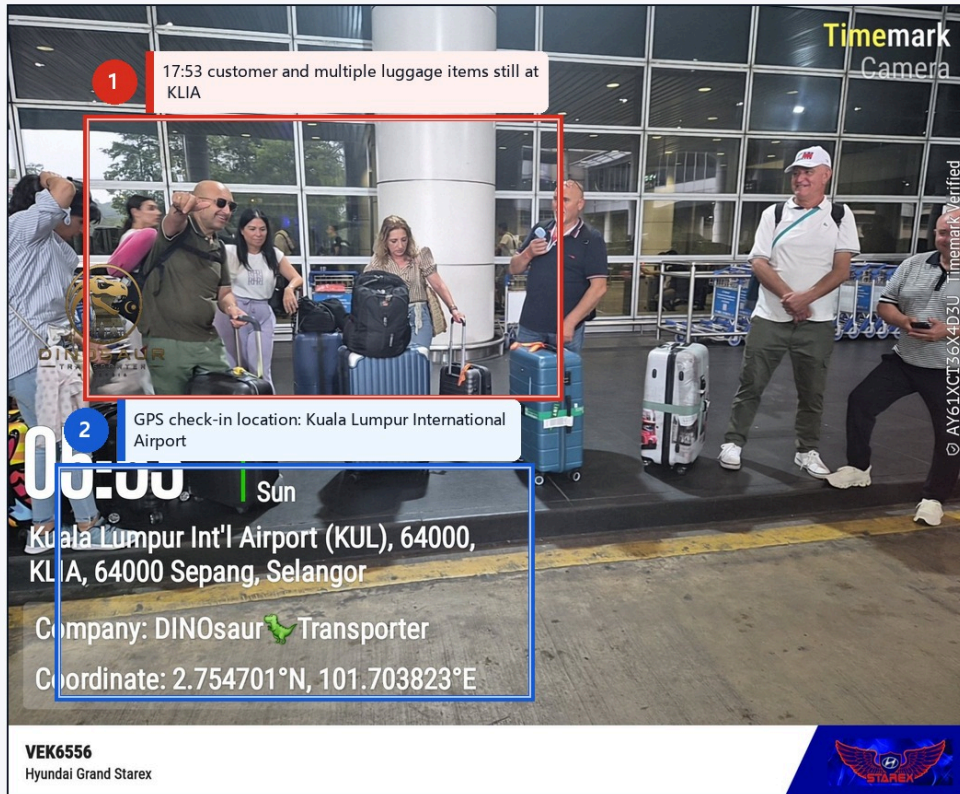 Timemark
Camera
1
17:53 customer and multiple luggage items still at
KLIA
2
GPS check-in location: Kuala Lumpur International
Airport
Sun
Kuala Lumpur Int'l Airport (KUL), 64000,
KLIA, 64000 Sepang, Selangor
Company: DINOsaur🦖Transporter
Coordinate: 2.754701°N, 101.703823°E
DINOSAUR
TRANSPORTER
AY61XCT36X4D3U Timemark Verified
VEK6556
Hyundai Grand Starex
STAREX